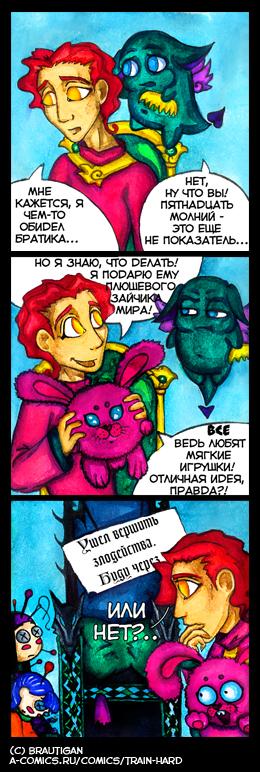 МНЕ
КАЖЕТСЯ, Я
ЧЕМ-ТО
ОБИДЕЛ
БРАТИКА...
НЕТ,
НУ ЧТО ВЫ!
ПЯТНАДЦАТЬ
МОЛНИЙ -
ЭТО ЕЩЕ
НЕ ПОКАЗАТЕЛЬ...
НО Я ЗНАЮ, ЧТО ДЕЛАТЬ!
Я ПОДАРЮ ЕМУ
ПЛЮШЕВОГО
ЗАЙЧИКА
МИРА!
ВСЕ
ВЕДЬ ЛЮБЯТ
МЯГКИЕ
ИГРУШКИ!
ОТЛИЧНАЯ ИДЕЯ,
ПРАВДА?!
Ушел вершить
злодейства.
Буду через
ИЛИ
НЕТ?..
(C) BRAUTIGAN
A-COMICS.RU/COMICS/TRAIN-HARD